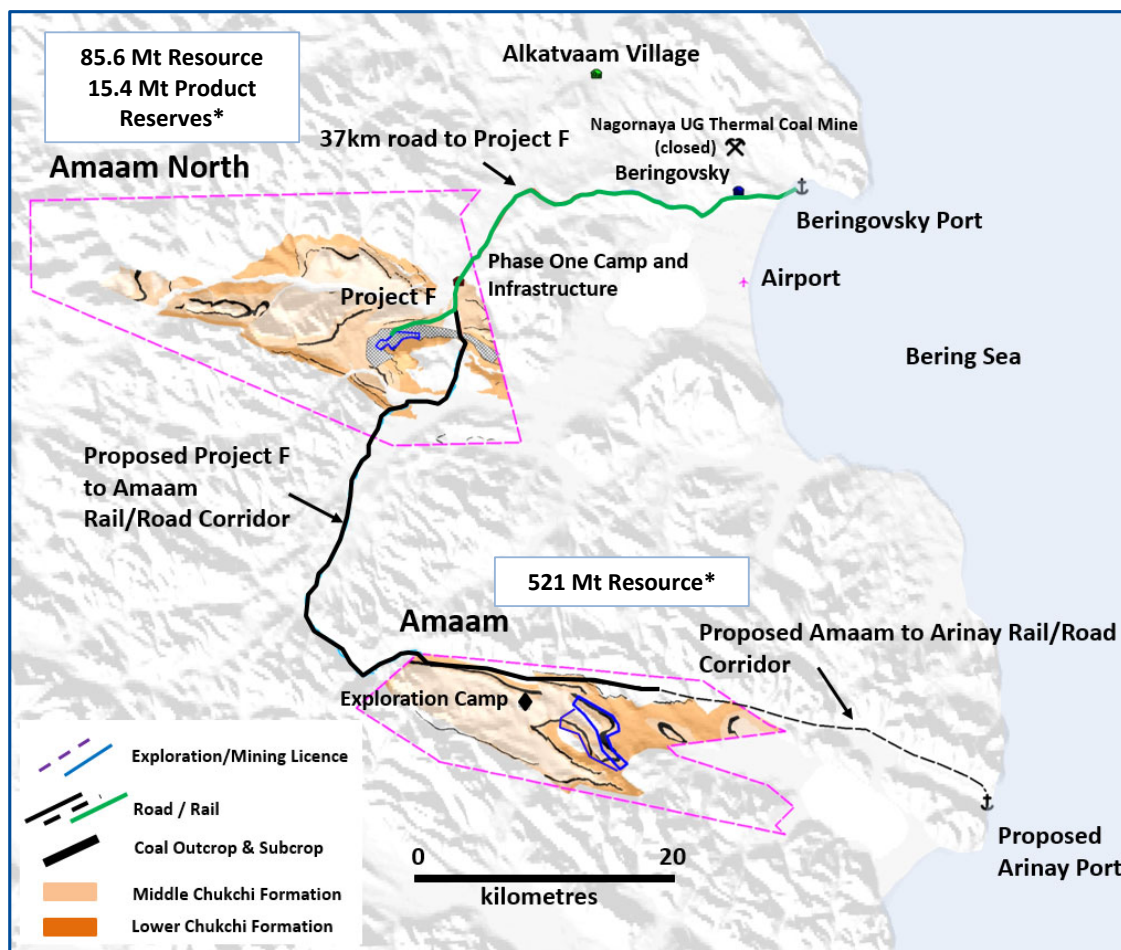 85.6 Mt Resource
15.4 Mt Product
Reserves*
Alkatvaam Village
37km road to Project F
Nagornaya UG Thermal Coal Mine
(closed)
Beringovsky
Amaam North
Beringovsky Port
Phase One Camp and
Infrastructure
Airport
Project F
Bering Sea
Proposed Project F
to Amaam
Rail/Road Corridor
521 Mt Resource*
Amaam
Proposed Amaam to Arinay Rail/Road
Corridor
Exploration Camp
Exploration/Mining Licence
Road / Rail
Coal Outcrop & Subcrop
Middle Chukchi Formation
Lower Chukchi Formation
0 20
kilometres
Proposed
Arinay Port